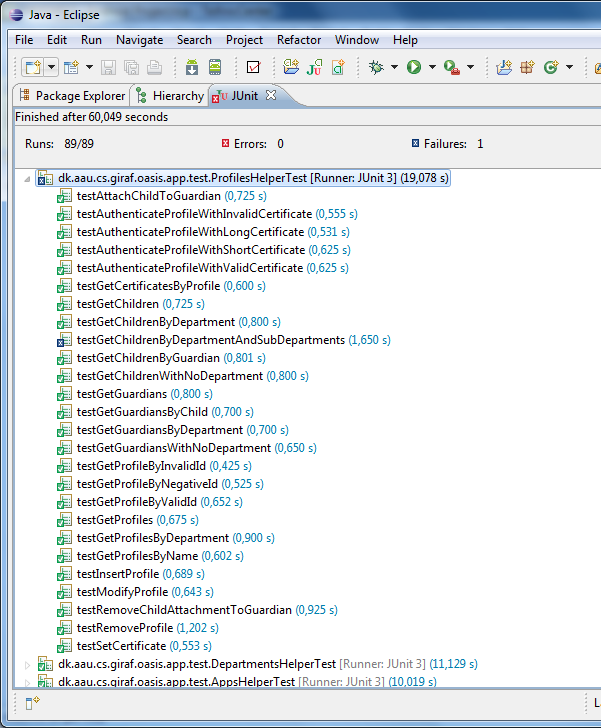 Java - Eclipse
File Edit Run Navigate Search Project Refactor Window Help
Package Explorer Hierarchy JUnit
Finished after 60,049 seconds
Runs: 89/89 Errors: 0 Failures: 1
dk.aau.cs.giraf.oasis.app.test.ProfilesHelperTest [Runner: JUnit 3] (19,078 s)
testAttachChildToGuardian (0,725 s)
testAuthenticateProfileWithInvalidCertificate (0,555 s)
testAuthenticateProfileWithLongCertificate (0,531 s)
testAuthenticateProfileWithShortCertificate (0,625 s)
testAuthenticateProfileWithValidCertificate (0,625 s)
testGetCertificatesByProfile (0,600 s)
testGetChildren (0,725 s)
testGetChildrenByDepartment (0,800 s)
testGetChildrenByDepartmentAndSubDepartments (1,650 s)
testGetChildrenByGuardian (0,801 s)
testGetChildrenWithNoDepartment (0,800 s)
testGetGuardians (0,800 s)
testGetGuardiansByChild (0,700 s)
testGetGuardiansByDepartment (0,700 s)
testGetGuardiansWithNoDepartment (0,650 s)
testGetProfileByInvalidId (0,425 s)
testGetProfileByNegativeId (0,525 s)
testGetProfileByValidId (0,652 s)
testGetProfiles (0,675 s)
testGetProfilesByDepartment (0,900 s)
testGetProfilesByName (0,602 s)
testInsertProfile (0,689 s)
testModifyProfile (0,643 s)
testRemoveChildAttachmentToGuardian (0,925 s)
testRemoveProfile (1,202 s)
testSetCertificate (0,553 s)
dk.aau.cs.giraf.oasis.app.test.DepartmentsHelperTest [Runner: JUnit 3] (11,129 s)
dk.aau.cs.giraf.oasis.app.test.AppsHelperTest [Runner: JUnit 3] (10,019 s)